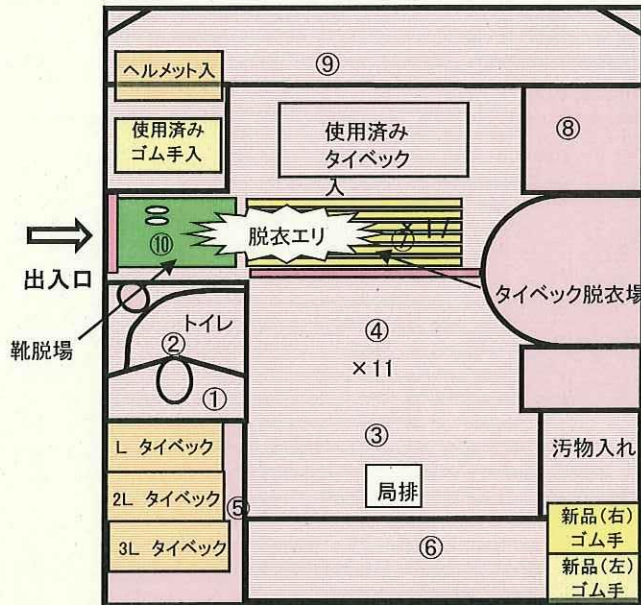 ⑨
ヘルメット入
使用済み
ゴム手入
使用済み
タイベック
入
⑧
⑩
脱衣エリ
⑦
× 17
出入口
タイベック脱衣場
靴脱場
トイレ
②
①
④
×11
③
局排
汚物入れ
L タイベック
2L タイベック
3L タイベック
⑤
⑥
新品(右)
ゴム手
新品(左)
ゴム手